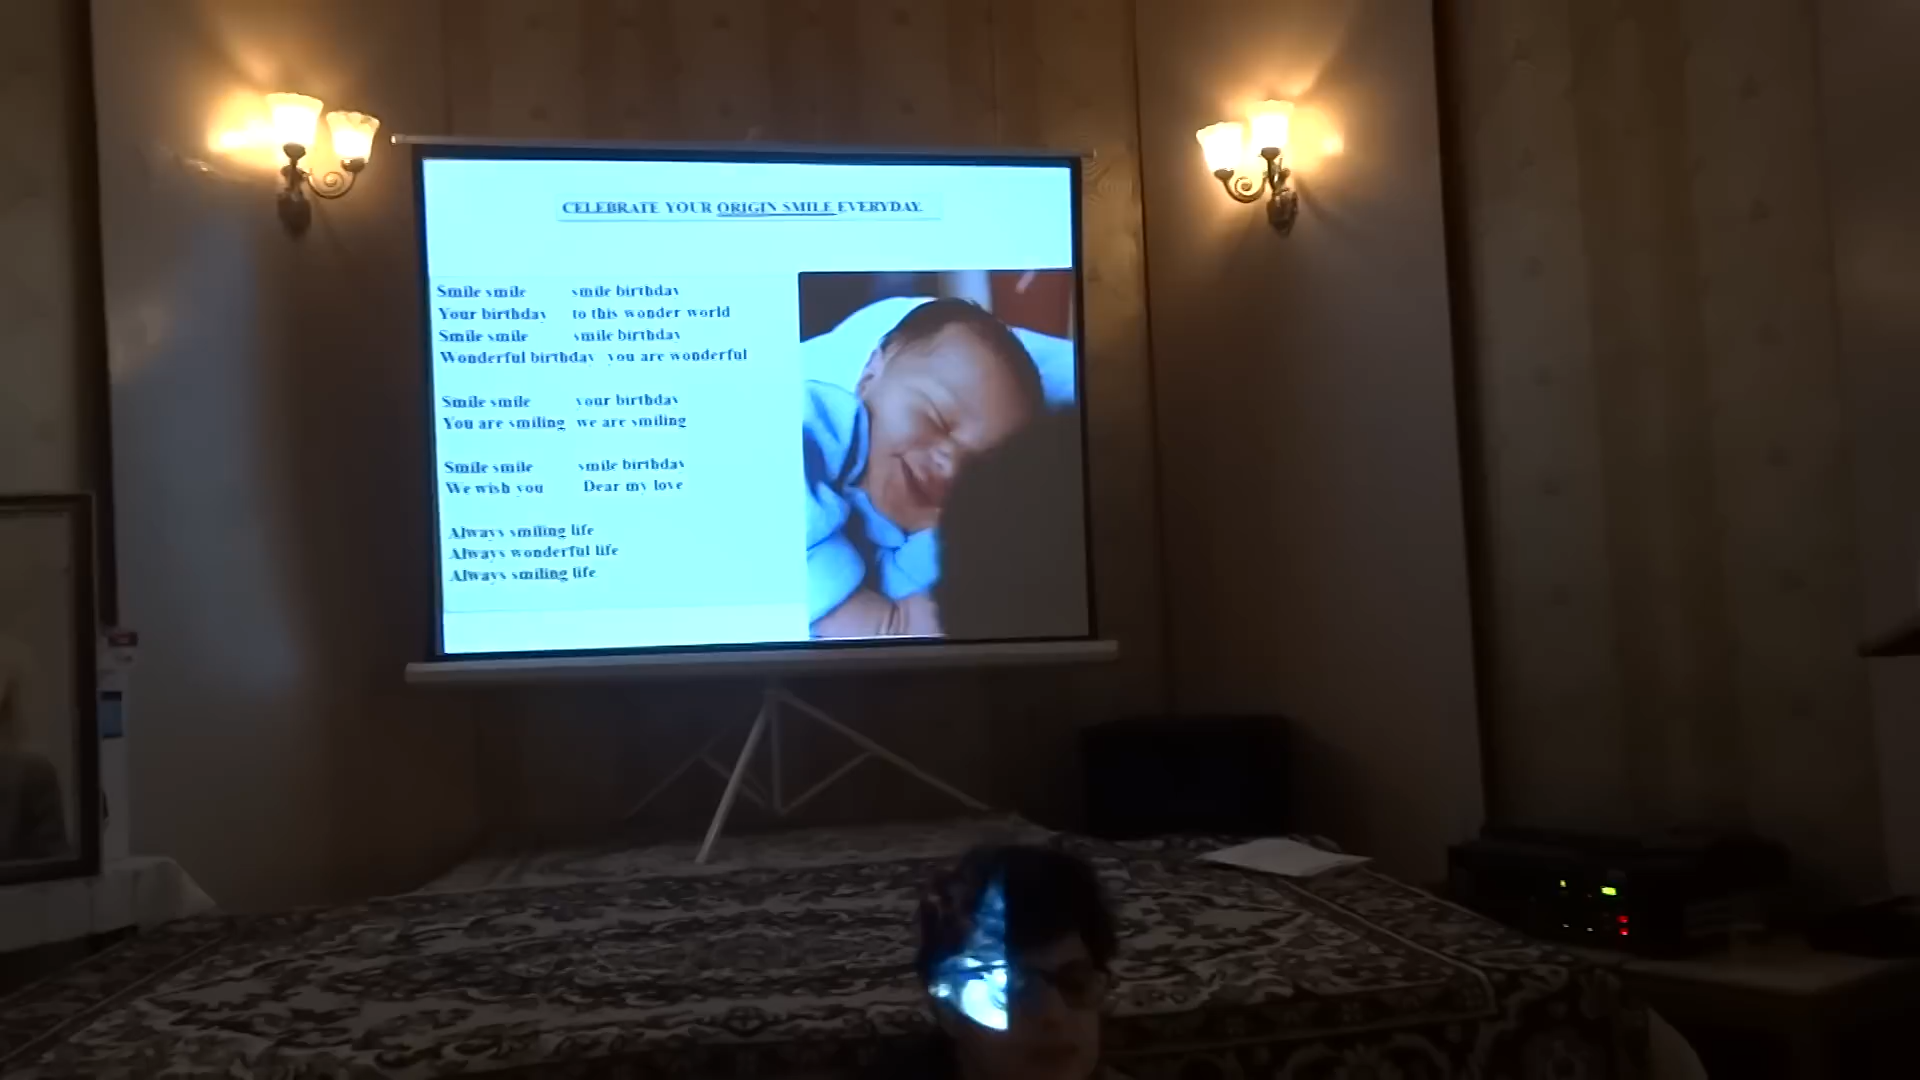 CELEBRATE YOUR ORIGIN SMILE EVERYDAY
Smile smile smile birthday
Your birthday to this wonder world
Smile smile smile birthday
Wonderful birthday you are wonderful
Smile smile your birthday
You are smiling we are smiling
Smile smile smile birthday
We wish you Dear my love
Always smiling life
Always wonderful life
Always smiling life